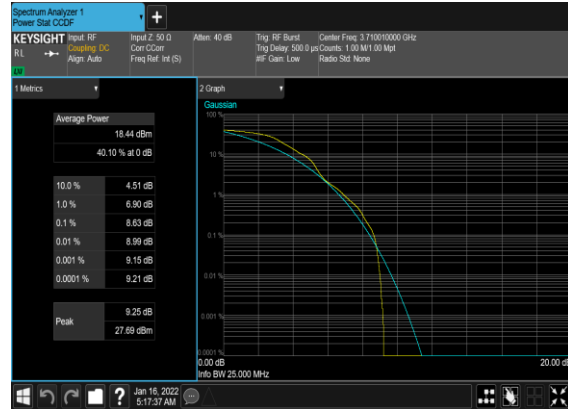 Spectrum Analyzer 1
Power Stat CCDF
KEYSIGHT
RL
Input: RF
Coupling: DC
Align: Auto
Input Z: 50 Ω
Corr CCorr
Freq Ref: Int (S)
Atten: 40 dB
Trig: RF Burst
Trig Delay: 500.0 µs
#IF Gain: Low
Center Freq: 3.710010000 GHz
Counts: 1.00 M/1.00 Mpt
Radio Std: None
1 Metrics
Average Power
18.44 dBm
40.10 % at 0 dB
10.0 % 4.51 dB
1.0 % 6.90 dB
0.1 % 8.63 dB
0.01 % 8.99 dB
0.001 % 9.15 dB
0.0001 % 9.21 dB
Peak
9.25 dB
27.69 dBm
2 Graph
Gaussian
100 %
10 %
1 %
0.1 %
0.01 %
0.001 %
0.0001 %
0.00 dB
20.00 dB
Info BW 25.000 MHz
?
Jan 16, 2022
5:17:37 AM